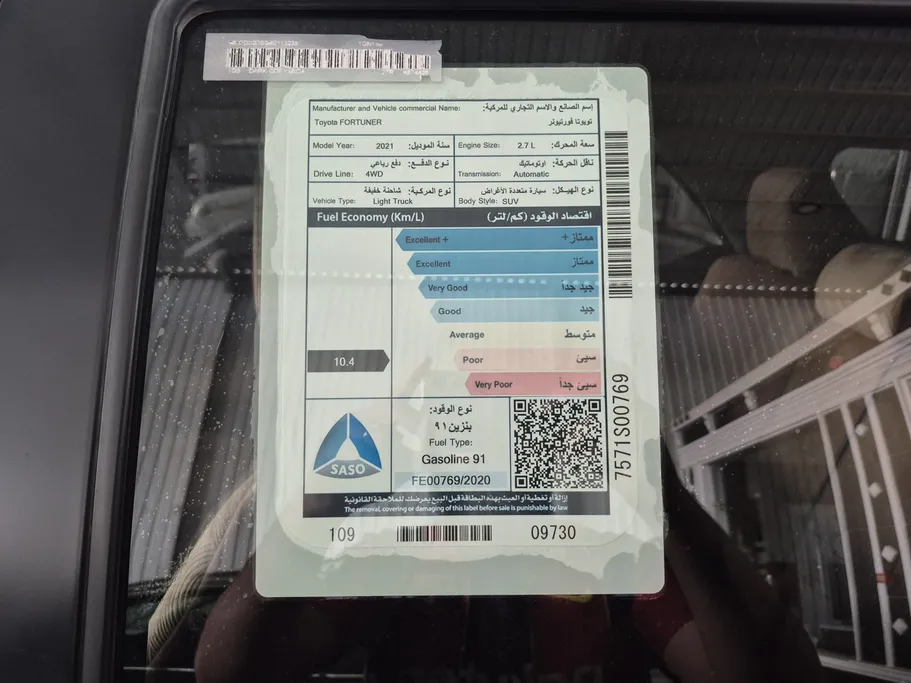 Manufacturer and Vehicle commercial Name: إسم الصانع والاسم التجاري للمركبة:
Toyota FORTUNER تويوتا فورتيونر
Model Year: 2021 سنة الموديل: Engine Size: 2.7 L سعة المحرك:
Drive Line: 4WD نوع الدفع: دفع رباعي Transmission: Automatic ناقل الحركة: اوتوماتيك
Vehicle Type: Light Truck نوع المركبة: شاحنة خفيفة Body Style: SUV نوع الهيكل: سيارة متعددة الأغراض
Fuel Economy (Km/L) اقتصاد الوقود (كم/لتر)
Excellent + ممتاز+
Excellent ممتاز
Very Good جيد جداً
Good جيد
Average متوسط
10.4 Poor سيئ
Very Poor سيئ جداً
نوع الوقود:
بنزين ٩١
Fuel Type:
Gasoline 91
SASO
FE00769/2020
7571S00769
إزالة أو تغطية أو العبث بهذه البطاقة قبل البيع يعرضك للملاحقة القانونية
The removal, covering or damaging of this label before sale is punishable by law
109 09730